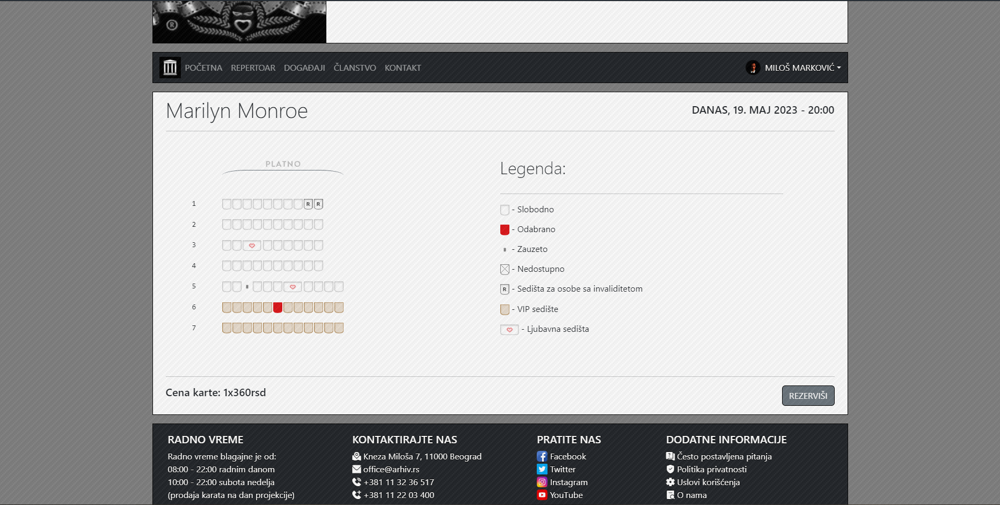 ®
POČETNA REPERTOAR DOGAĐAJI ČLANSTVO KONTAKT MILOŠ MARKOVIĆ
Marilyn Monroe
DANAS, 19. MAJ 2023 - 20:00
PLATNO
1 R R
2
3
4
5
6
7
Legenda:
- Slobodno
- Odabrano
- Zauzeto
- Nedostupno
R - Sedišta za osobe sa invaliditetom
- VIP sedište
- Ljubavna sedišta
Cena karte: 1x360rsd
REZERVIŠI
RADNO VREME
Radno vreme blagajne je od:
08:00 - 22:00 radnim danom
10:00 - 22:00 subota nedelja
(prodaja karata na dan projekcije)
KONTAKTIRAJTE NAS
Kneza Miloša 7, 11000 Beograd
office@arhiv.rs
+381 11 32 36 517
+381 11 22 03 400
PRATITE NAS
Facebook
Twitter
Instagram
YouTube
DODATNE INFORMACIJE
Često postavljena pitanja
Politika privatnosti
Uslovi korišćenja
O nama